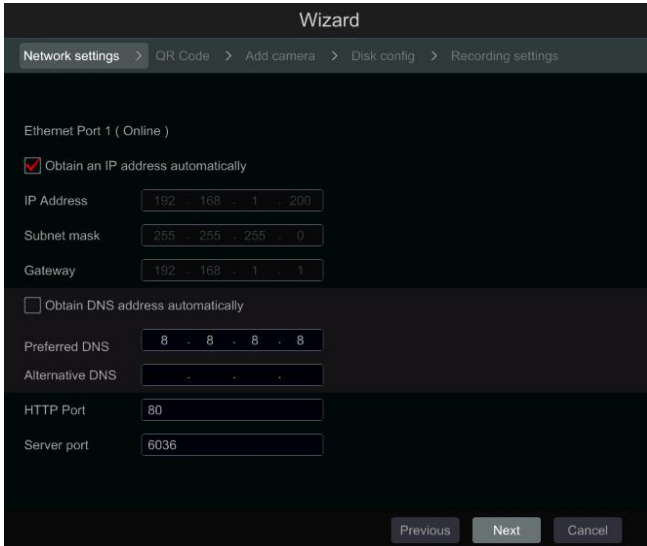 Wizard
Network settings > QR Code > Add camera > Disk config > Recording settings
Ethernet Port 1 ( Online )
Obtain an IP address automatically
IP Address 192 . 168 . 1 . 200
Subnet mask 255 . 255 . 255 . 0
Gateway 192 . 168 . 1 . 1
Obtain DNS address automatically
Preferred DNS 8 . 8 . 8 . 8
Alternative DNS . . .
HTTP Port 80
Server port 6036
Previous Next Cancel